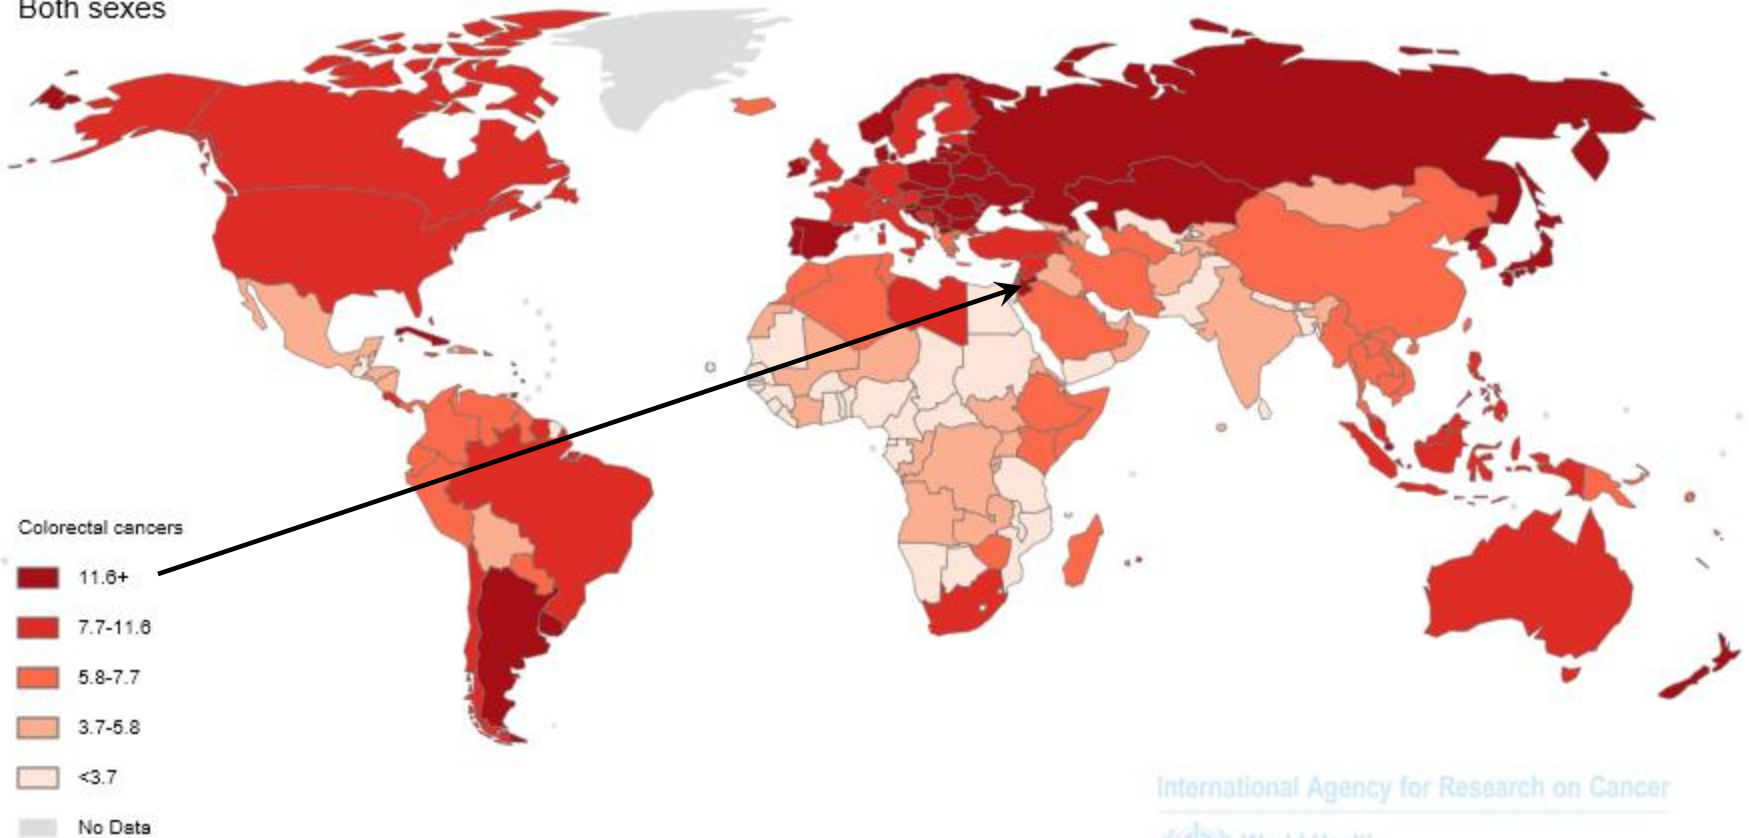 Both sexes
Colorectal cancers
11.6+
7.7-11.6
5.8-7.7
3.7-5.8
<3.7
No Data
International Agency for Research on Cancer